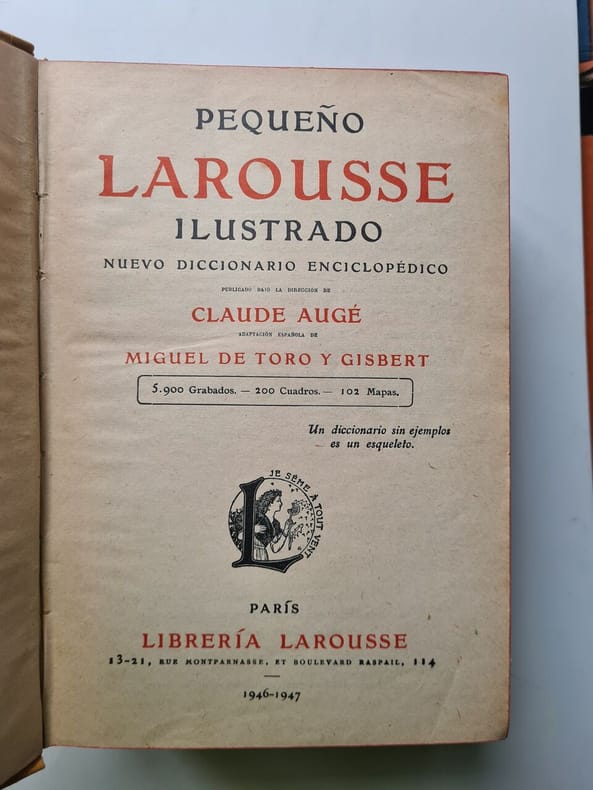 PEQUEÑO
LAROUSSE
ILUSTRADO
NUEVO DICCIONARIO ENCICLOPÉDICO
PUBLICADO BAJO LA DIRECCIÓN DE
CLAUDE AUGÉ
ADAPTACIÓN ESPAÑOLA DE
MIGUEL DE TORO Y GISBERT
5.900 Grabados. — 200 Cuadros. — 102 Mapas.
Un diccionario sin ejemplos
es un esqueleto.
JE SÈME À TOUT VENT
L
PARÍS
LIBRERÍA LAROUSSE
13-21, RUE MONTPARNASSE, ET BOULEVARD RASPAIL, 114
1946-1947